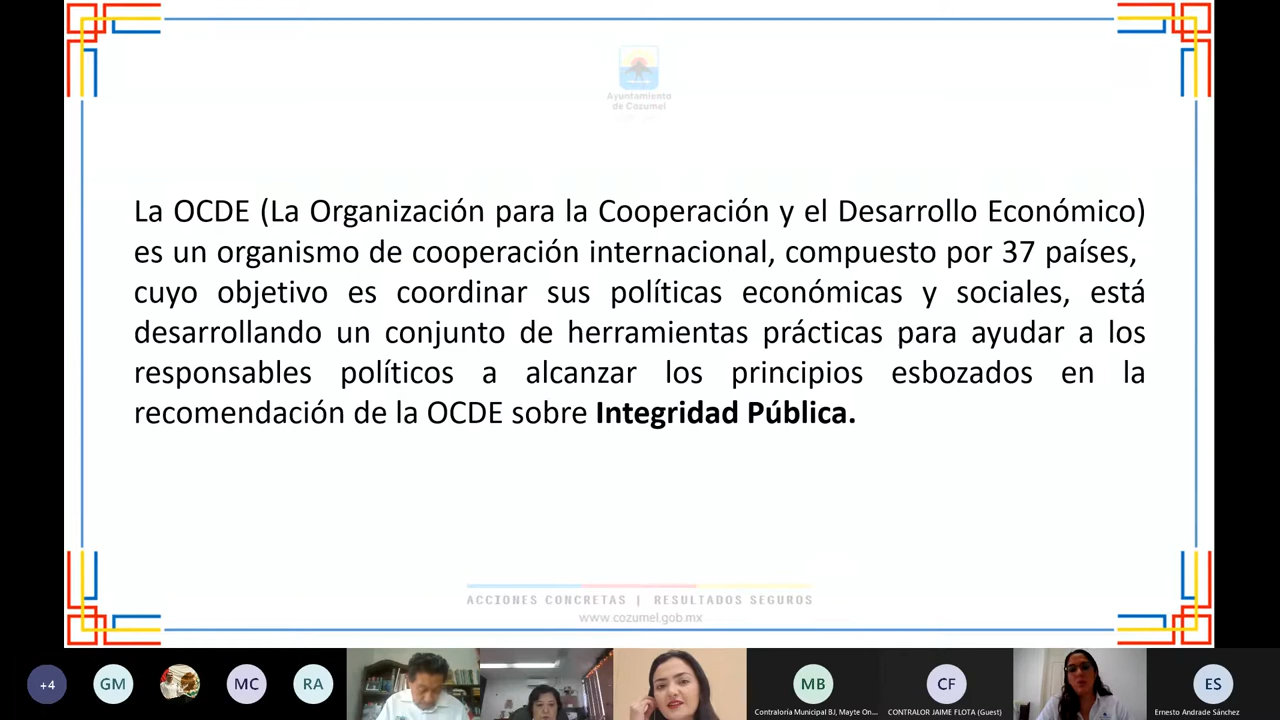 Ayuntamiento
de Cozumel
La OCDE (La Organización para la Cooperación y el Desarrollo Económico)
es un organismo de cooperación internacional, compuesto por 37 países,
cuyo objetivo es coordinar sus políticas económicas y sociales, está
desarrollando un conjunto de herramientas prácticas para ayudar a los
responsables políticos a alcanzar los principios esbozados en la
recomendación de la OCDE sobre Integridad Pública.
ACCIONES CONCRETAS | RESULTADOS SEGUROS
www.cozumel.gob.mx
+4 GM MC RA MB CF ES
Contraloría Municipal BJ, Mayte On... CONTRALOR JAIME FLOTA (Guest) Ernesto Andrade Sánchez